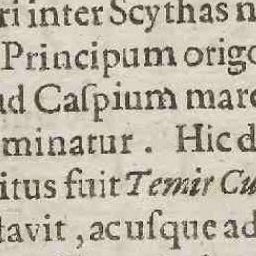 ri inter Scythas n
Principum origo
ad Caſpium mare
minatur. Hic d
itus fuit Temir Cu
tavit, acuſque ad